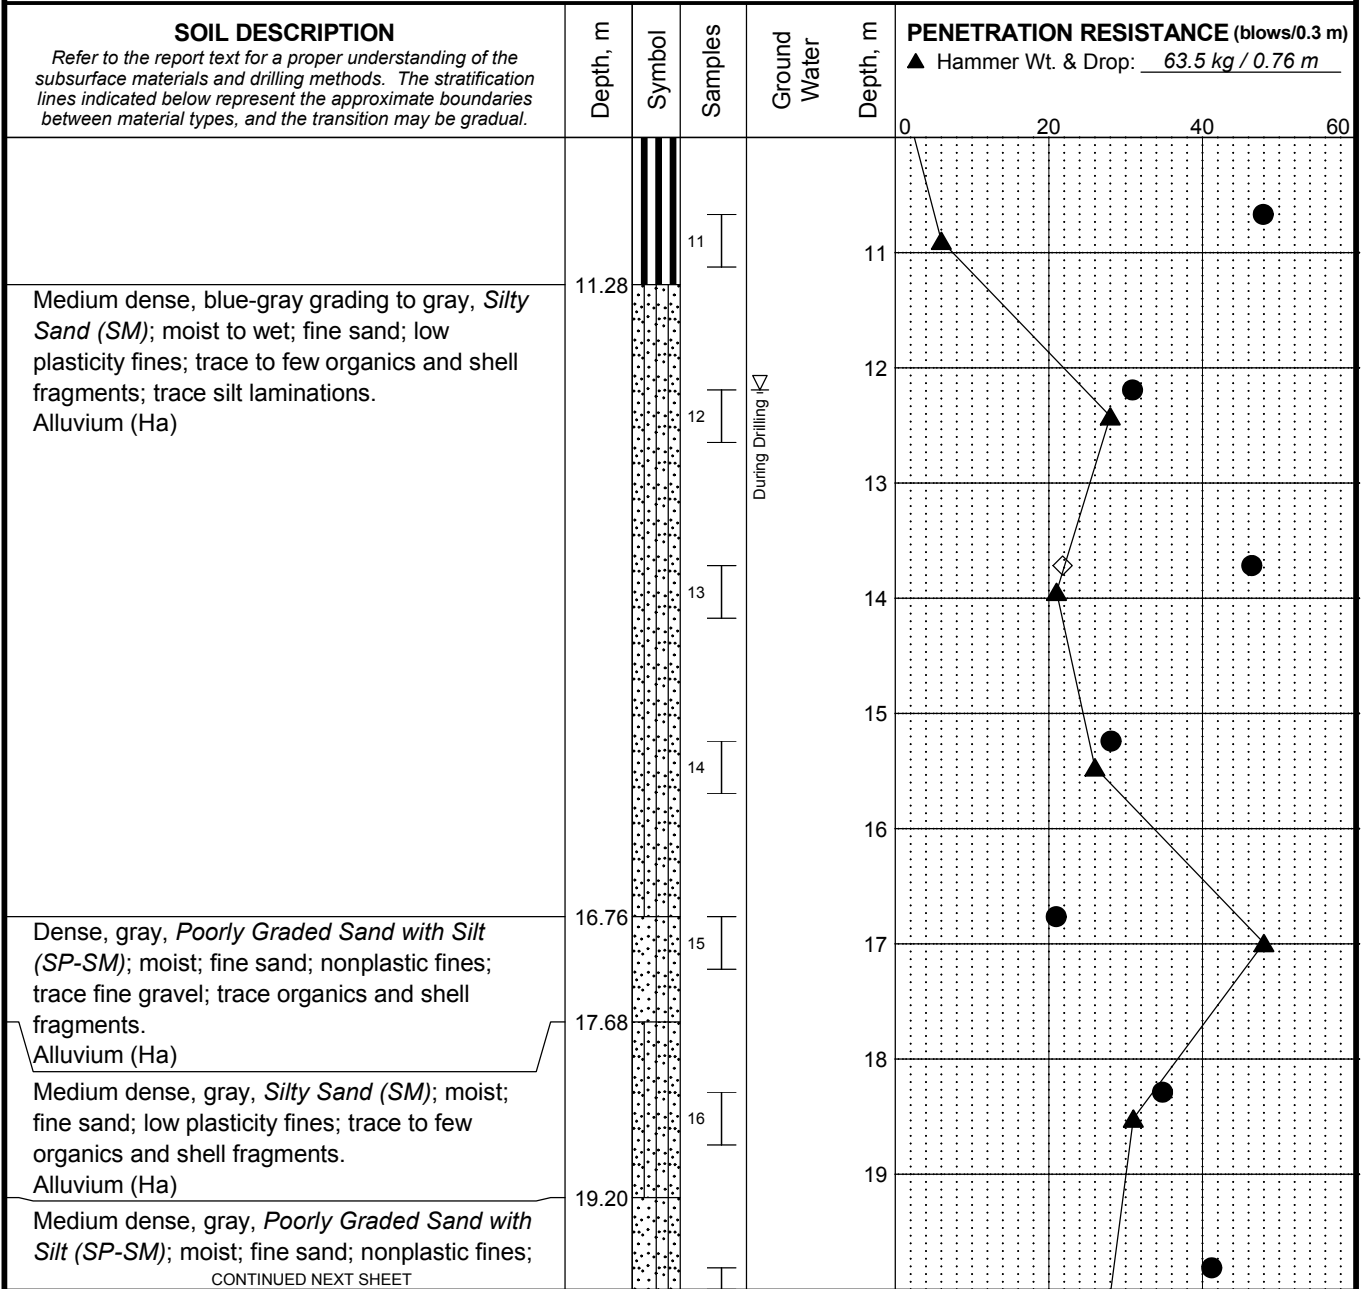 SOIL DESCRIPTION
Refer to the report text for a proper understanding of the
subsurface materials and drilling methods. The stratification
lines indicated below represent the approximate boundaries
between material types, and the transition may be gradual.
Depth, m
Symbol
Samples
Ground
Water
Depth, m
PENETRATION RESISTANCE (blows/0.3 m)
▲ Hammer Wt. & Drop: 63.5 kg / 0.76 m
0 20 40 60
11
11
11.28
Medium dense, blue-gray grading to gray, Silty
Sand (SM); moist to wet; fine sand; low
plasticity fines; trace to few organics and shell
fragments; trace silt laminations.
Alluvium (Ha)
12
12
During Drilling
13
13
14
15
14
16
16.76
Dense, gray, Poorly Graded Sand with Silt
(SP-SM); moist; fine sand; nonplastic fines;
trace fine gravel; trace organics and shell
fragments.
Alluvium (Ha)
15
17
17.68
18
Medium dense, gray, Silty Sand (SM); moist;
fine sand; low plasticity fines; trace to few
organics and shell fragments.
Alluvium (Ha)
16
19
19.20
Medium dense, gray, Poorly Graded Sand with
Silt (SP-SM); moist; fine sand; nonplastic fines;
CONTINUED NEXT SHEET